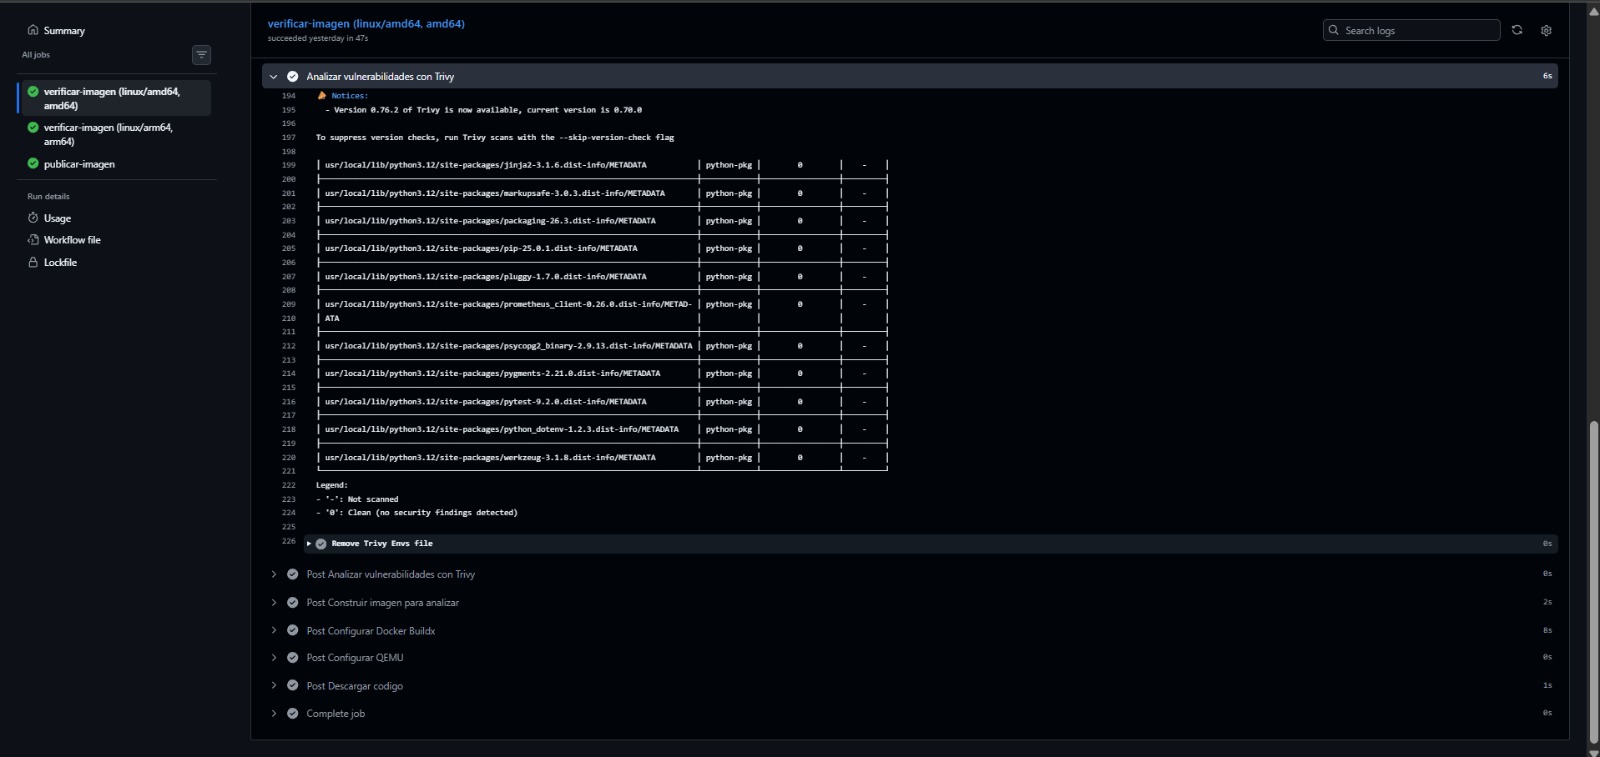 Summary
All jobs
verificar-imagen (linux/amd64,
amd64)
verificar-imagen (linux/arm64,
arm64)
publicar-imagen
Run details
Usage
Workflow file
Lockfile
verificar-imagen (linux/amd64, amd64)
succeeded yesterday in 47s
Search logs
Analizar vulnerabilidades con Trivy 6s
194 Notices:
195 - Version 0.76.2 of Trivy is now available, current version is 0.70.0
196
197 To suppress version checks, run Trivy scans with the --skip-version-check flag
198
199 | usr/local/lib/python3.12/site-packages/jinja2-3.1.6.dist-info/METADATA | python-pkg | 0 | - |
200
201 | usr/local/lib/python3.12/site-packages/markupsafe-3.0.3.dist-info/METADATA | python-pkg | 0 | - |
202
203 | usr/local/lib/python3.12/site-packages/packaging-26.3.dist-info/METADATA | python-pkg | 0 | - |
204
205 | usr/local/lib/python3.12/site-packages/pip-25.0.1.dist-info/METADATA | python-pkg | 0 | - |
206
207 | usr/local/lib/python3.12/site-packages/pluggy-1.7.0.dist-info/METADATA | python-pkg | 0 | - |
208
209 | usr/local/lib/python3.12/site-packages/prometheus_client-0.26.0.dist-info/METAD- | python-pkg | 0 | - |
210 | ATA | | | |
211
212 | usr/local/lib/python3.12/site-packages/psycopg2_binary-2.9.13.dist-info/METADATA | python-pkg | 0 | - |
213
214 | usr/local/lib/python3.12/site-packages/pygments-2.21.0.dist-info/METADATA | python-pkg | 0 | - |
215
216 | usr/local/lib/python3.12/site-packages/pytest-9.2.0.dist-info/METADATA | python-pkg | 0 | - |
217
218 | usr/local/lib/python3.12/site-packages/python_dotenv-1.2.3.dist-info/METADATA | python-pkg | 0 | - |
219
220 | usr/local/lib/python3.12/site-packages/werkzeug-3.1.8.dist-info/METADATA | python-pkg | 0 | - |
221
222 Legend:
223 - '-': Not scanned
224 - '0': Clean (no security findings detected)
225
226 Remove Trivy Envs file 0s
Post Analizar vulnerabilidades con Trivy 0s
Post Construir imagen para analizar 2s
Post Configurar Docker Buildx 8s
Post Configurar QEMU 0s
Post Descargar codigo 1s
Complete job 0s